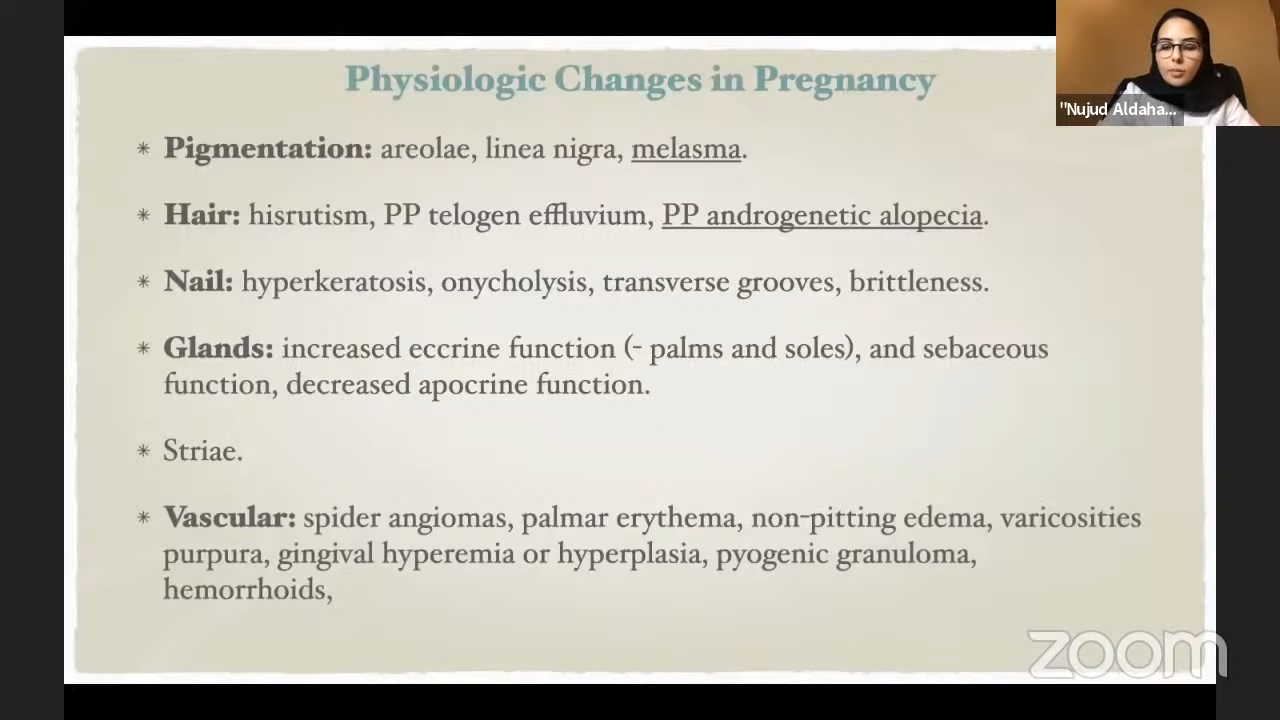 Physiologic Changes in Pregnancy
"Nujud Aldaha...
* Pigmentation: areolae, linea nigra, melasma.
* Hair: hisrutism, PP telogen effluvium, PP androgenetic alopecia.
* Nail: hyperkeratosis, onycholysis, transverse grooves, brittleness.
* Glands: increased eccrine function (- palms and soles), and sebaceous
function, decreased apocrine function.
* Striae.
* Vascular: spider angiomas, palmar erythema, non-pitting edema, varicosities
purpura, gingival hyperemia or hyperplasia, pyogenic granuloma,
hemorrhoids,
zoom